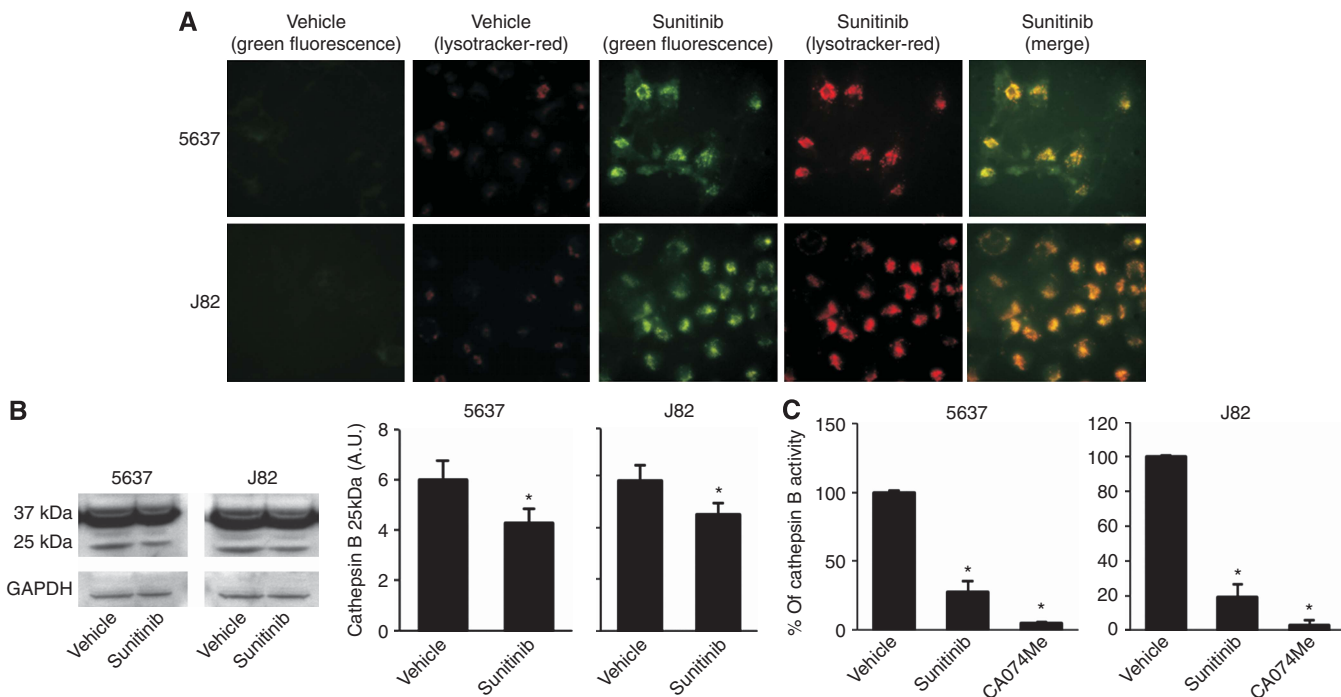 A
Vehicle
(green fluorescence)
Vehicle
(lysotracker-red)
Sunitinib
(green fluorescence)
Sunitinib
(lysotracker-red)
Sunitinib
(merge)
5637
J82
B
5637
J82
37 kDa
25 kDa
GAPDH
Vehicle
Sunitinib
Vehicle
Sunitinib
5637
J82
Cathepsin B 25kDa (A.U.)
8
6
4
2
0
*
*
Vehicle
Sunitinib
Vehicle
Sunitinib
C
5637
J82
% Of cathepsin B activity
150
100
50
0
*
*
Vehicle
Sunitinib
CA074Me
120
100
80
60
40
20
0
*
*
Vehicle
Sunitinib
CA074Me